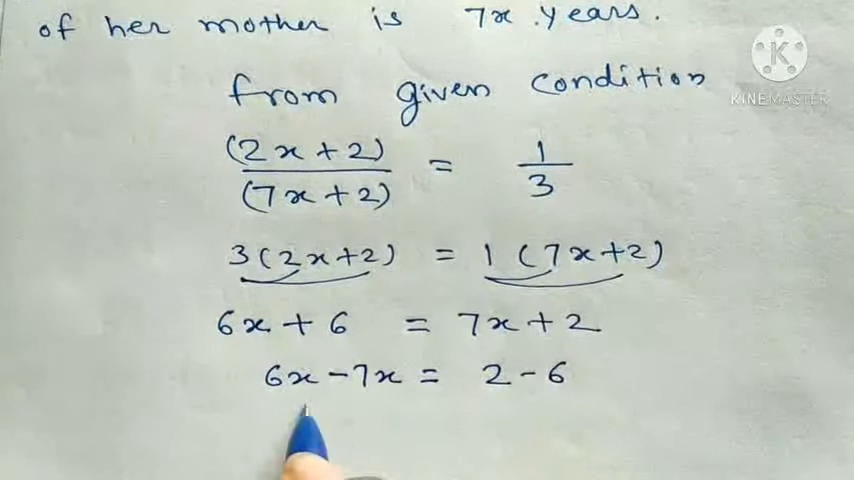 of her mother is 7x years.
KINEMASTER
from given condition
(2x+2)/(7x+2) = 1/3
3(2x+2) = 1(7x+2)
6x+6 = 7x+2
6x-7x = 2-6